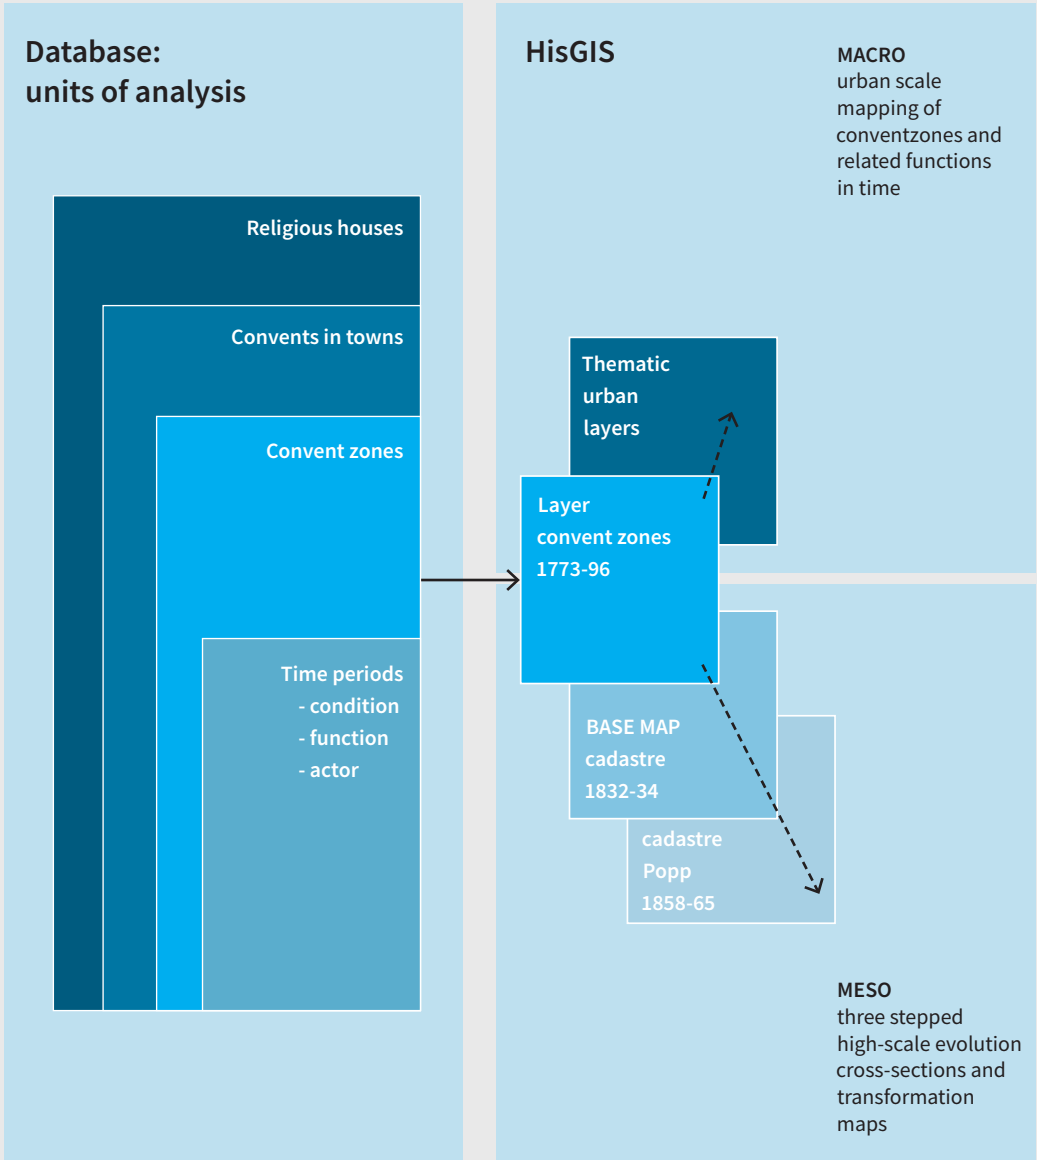 Database:
units of analysis
Religious houses
Convents in towns
Convent zones
Time periods
- condition
- function
- actor
HisGIS
MACRO
urban scale
mapping of
conventzones and
related functions
in time
Thematic
urban
layers
Layer
convent zones
1773-96
BASE MAP
cadastre
1832-34
cadastre
Popp
1858-65
MESO
three stepped
high-scale evolution
cross-sections and
transformation
maps